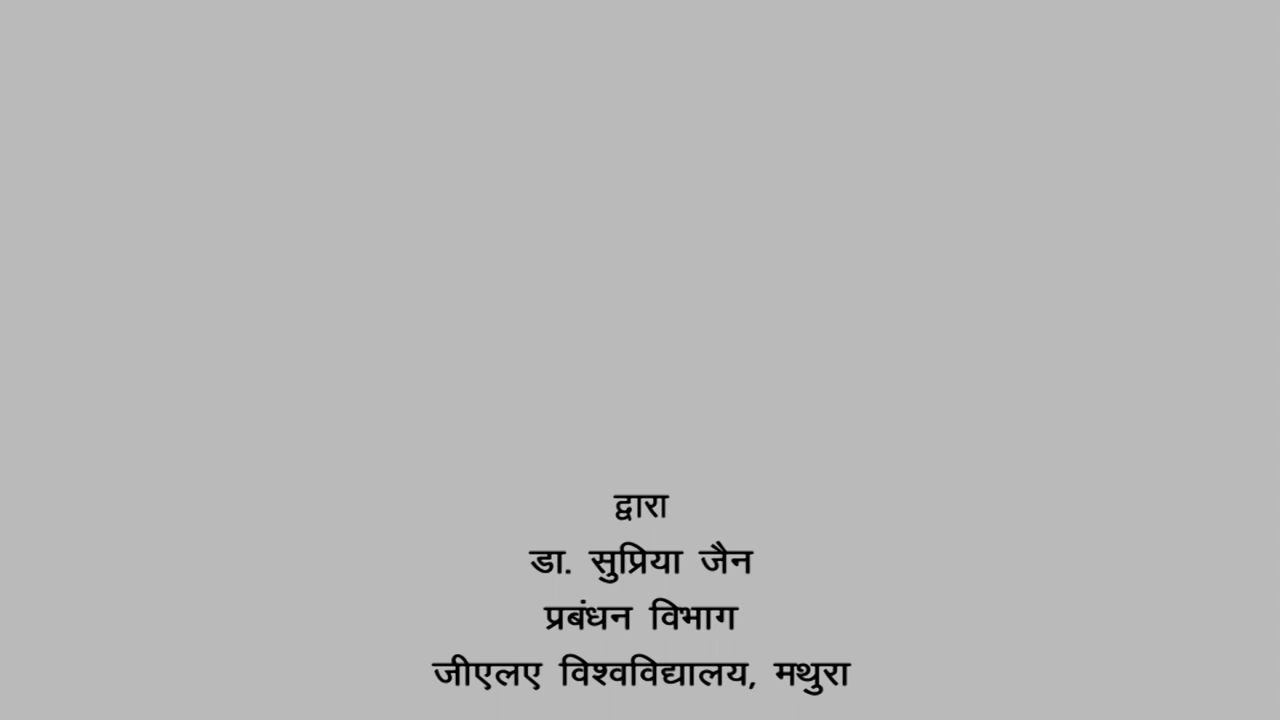 द्वारा
डा. सुप्रिया जैन
प्रबंधन विभाग
जीएलए विश्वविद्यालय, मथुरा